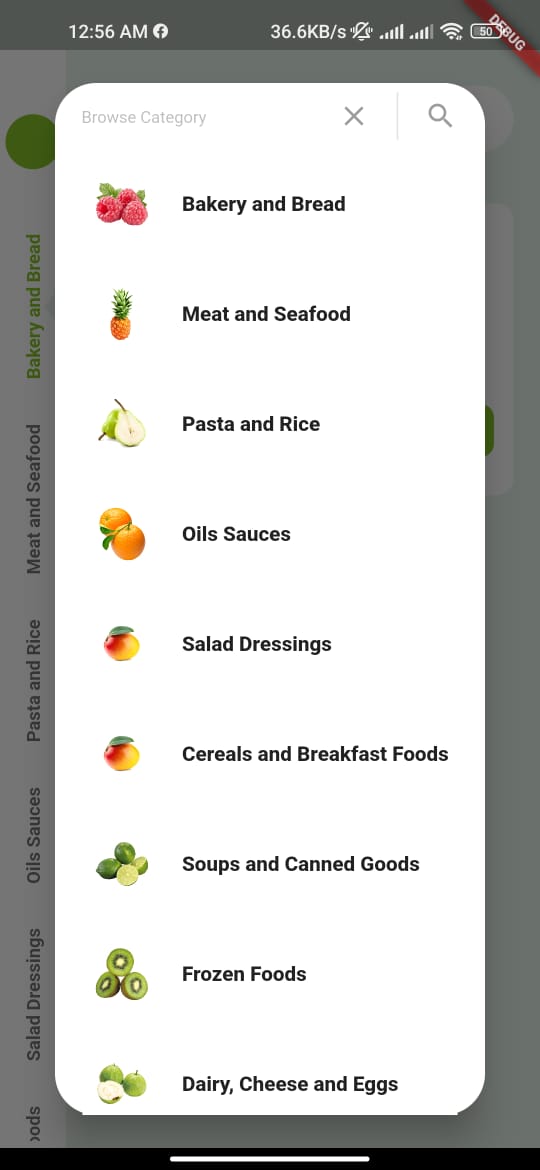 12:56 AM
36.6KB/s
50
DEBUG
Browse Category
Bakery and Bread
Meat and Seafood
Pasta and Rice
Oils Sauces
Salad Dressings
Cereals and Breakfast Foods
Soups and Canned Goods
Frozen Foods
Dairy, Cheese and Eggs
Bakery and Bread
Meat and Seafood
Pasta and Rice
Oils Sauces
Salad Dressings
ods